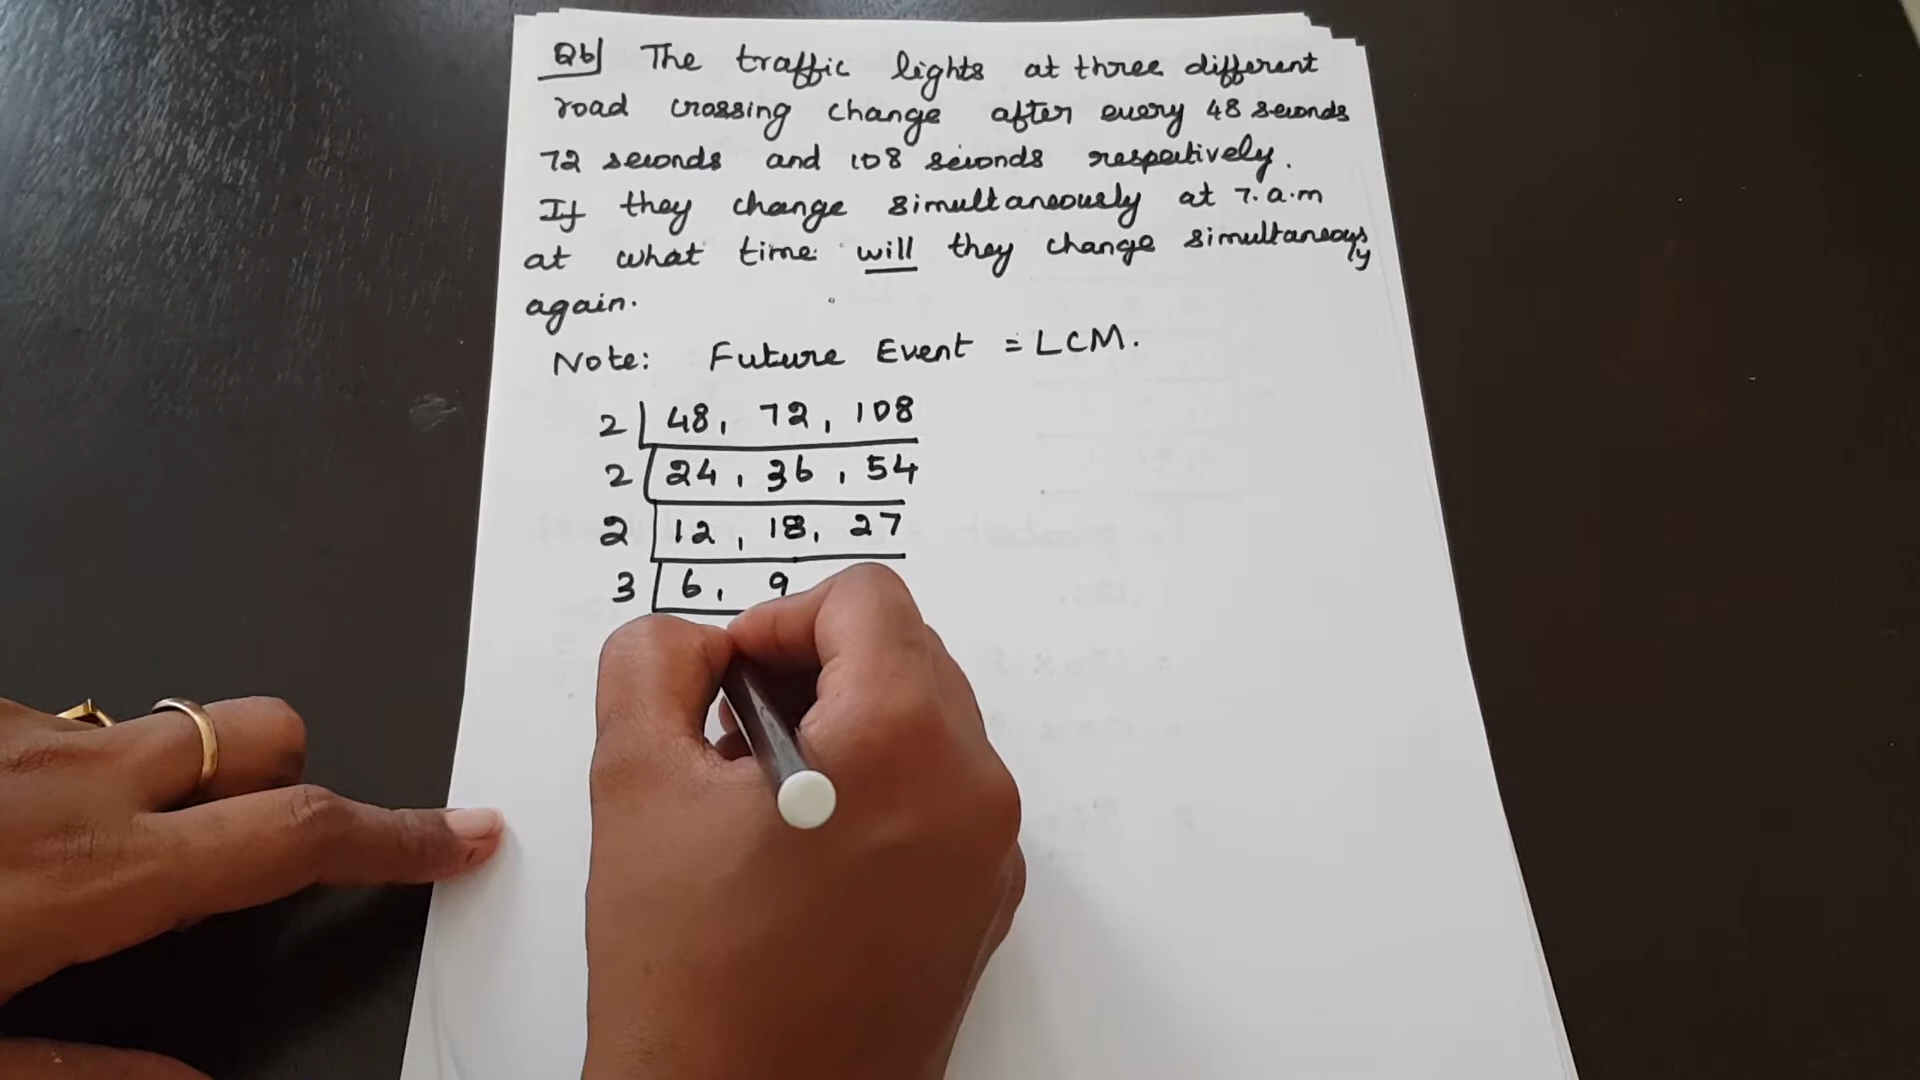 Q6) The traffic lights at three different
road crossing change after every 48 seconds
72 seconds and 108 seconds respectively.
If they change simultaneously at 7.a.m
at what time will they change simultaneously
again.
Note: Future Event = LCM.
2 | 48, 72, 108
2 | 24, 36, 54
2 | 12, 18, 27
3 | 6, 9